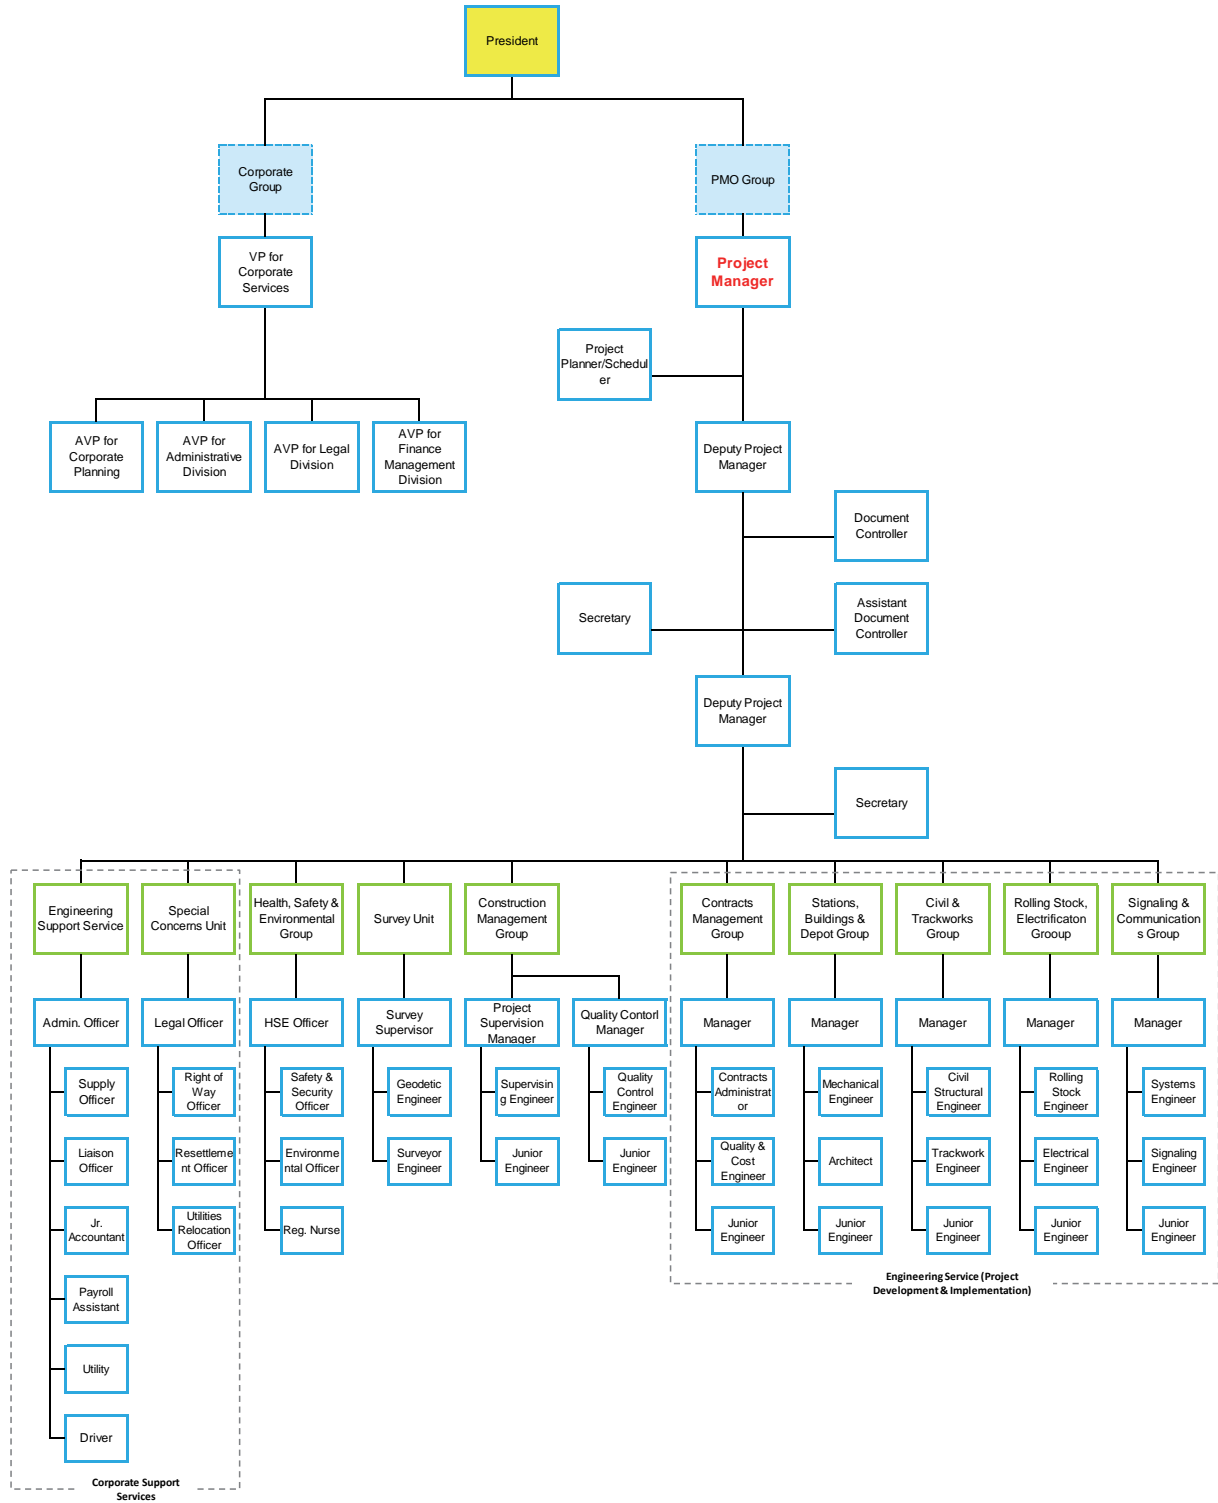 President
Corporate
Group
PMO Group
VP for
Corporate
Services
Project
Manager
Project
Planner/Schedul
er
AVP for
Corporate
Planning
AVP for
Administrative
Division
AVP for Legal
Division
AVP for
Finance
Management
Division
Deputy Project
Manager
Document
Controller
Secretary
Assistant
Document
Controller
Deputy Project
Manager
Secretary
Engineering
Support Service
Special
Concerns Unit
Health, Safety &
Environmental
Group
Survey Unit
Construction
Management
Group
Contracts
Management
Group
Stations,
Buildings &
Depot Group
Civil &
Trackworks
Group
Rolling Stock,
Electrificaton
Grooup
Signaling &
Communication
s Group
Admin. Officer
Legal Officer
HSE Officer
Survey
Supervisor
Project
Supervision
Manager
Quality Contorl
Manager
Manager
Manager
Manager
Manager
Manager
Supply
Officer
Right of
Way
Officer
Safety &
Security
Officer
Geodetic
Engineer
Supervisin
g Engineer
Quality
Control
Engineer
Contracts
Administrat
or
Mechanical
Engineer
Civil
Structural
Engineer
Rolling
Stock
Engineer
Systems
Engineer
Liaison
Officer
Resettleme
nt Officer
Environme
ntal Officer
Surveyor
Engineer
Junior
Engineer
Junior
Engineer
Quality &
Cost
Engineer
Architect
Trackwork
Engineer
Electrical
Engineer
Signaling
Engineer
Jr.
Accountant
Utilities
Relocation
Officer
Reg. Nurse
Junior
Engineer
Junior
Engineer
Junior
Engineer
Junior
Engineer
Junior
Engineer
Payroll
Assistant
Engineering Service (Project
Development & Implementation)
Utility
Driver
Corporate Support
Services